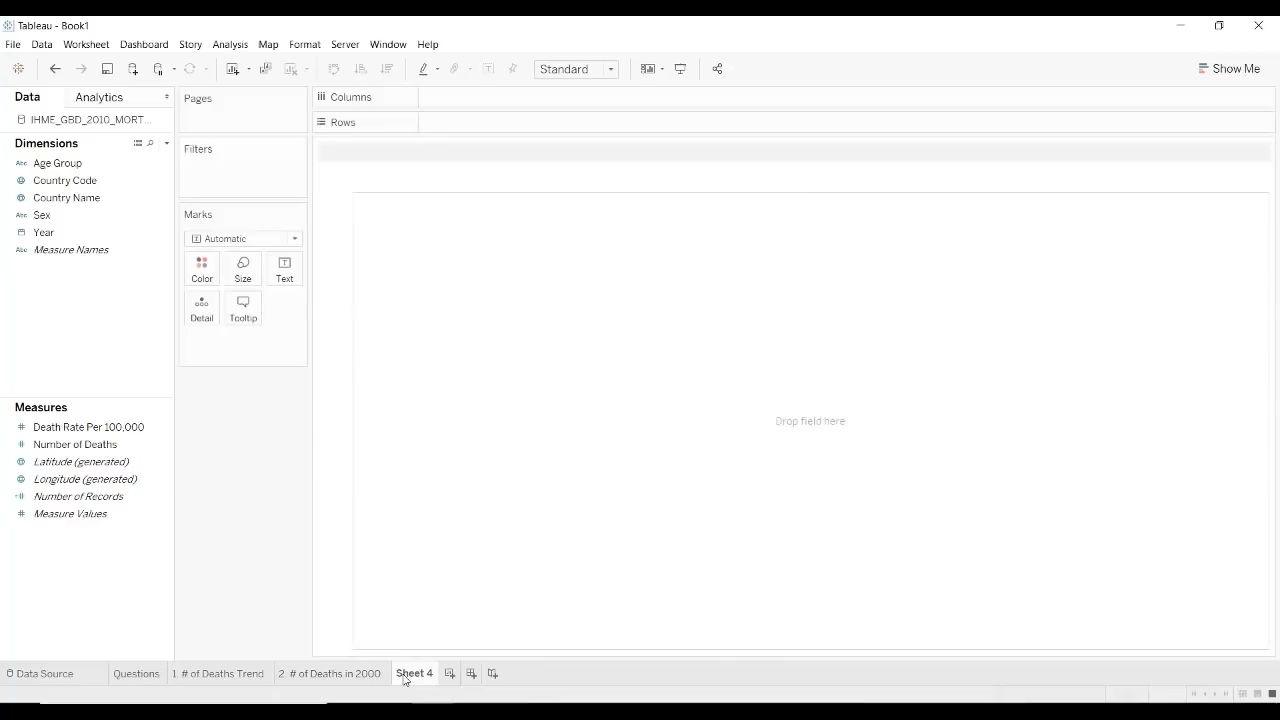 Tableau - Book1
File Data Worksheet Dashboard Story Analysis Map Format Server Window Help
Standard
Show Me
Data Analytics
IHME_GBD_2010_MORT...
Dimensions
Abc Age Group
Country Code
Country Name
Abc Sex
Year
Abc Measure Names
Measures
# Death Rate Per 100,000
# Number of Deaths
Latitude (generated)
Longitude (generated)
=# Number of Records
# Measure Values
Pages
Filters
Marks
Automatic
Color Size Text
Detail Tooltip
Columns
Rows
Drop field here
Data Source Questions 1. # of Deaths Trend 2. # of Deaths in 2000 Sheet 4